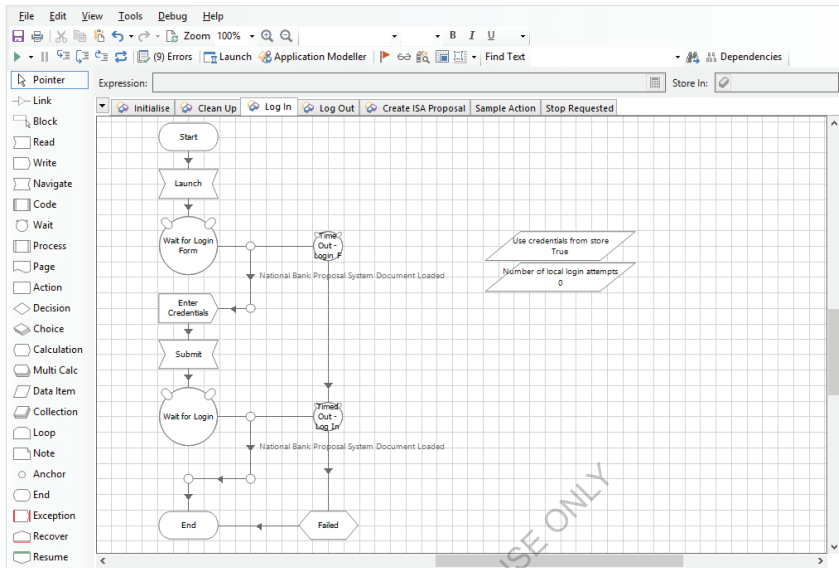 File Edit View Tools Debug Help
Zoom 100% B I U
(9) Errors Launch Application Modeller Find Text Dependencies
Pointer
Link
Block
Read
Write
Navigate
Code
Wait
Process
Page
Action
Decision
Choice
Calculation
Multi Calc
Data Item
Collection
Loop
Note
Anchor
End
Exception
Recover
Resume
Expression: Store In:
Initialise Clean Up Log In Log Out Create ISA Proposal Sample Action Stop Requested
Start
Launch
Wait for Login
Form
Time
Out -
Login F
Use credentials from store
True
National Bank Proposal System Document Loaded
Number of local login attempts
0
Enter
Credentials
Submit
Wait for Login
Timed
Out -
Log In
National Bank Proposal System Document Loaded
End
Failed
USE ONLY